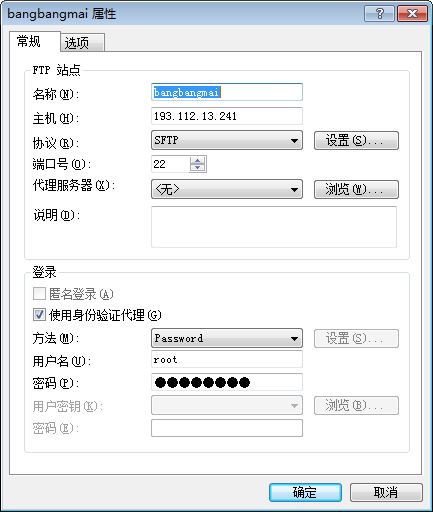 bangbangmai 属性
常规 选项
FTP 站点
名称(N): bangbangmai
主机(H): 193.112.13.241
协议(R): SFTP 设置(S)...
端口号(O): 22
代理服务器(X): <无> 浏览(W)...
说明(D):
登录
匿名登录(A)
使用身份验证代理(G)
方法(M): Password 设置(S)...
用户名(U): root
密码(P): ●●●●●●●●
用户密钥(K): 浏览(B)...
密码(E):
确定 取消